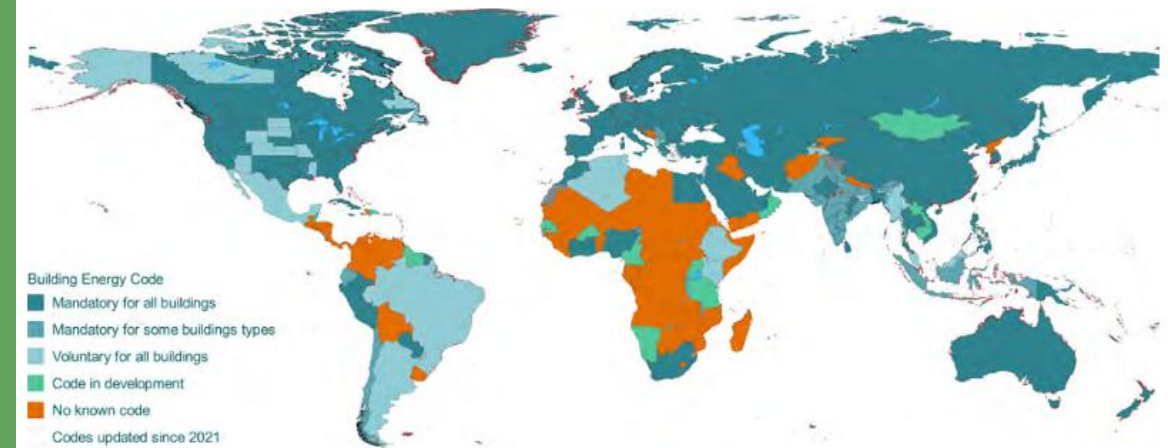 Building Energy Code
Mandatory for all buildings
Mandatory for some buildings types
Voluntary for all buildings
Code in development
No known code
Codes updated since 2021